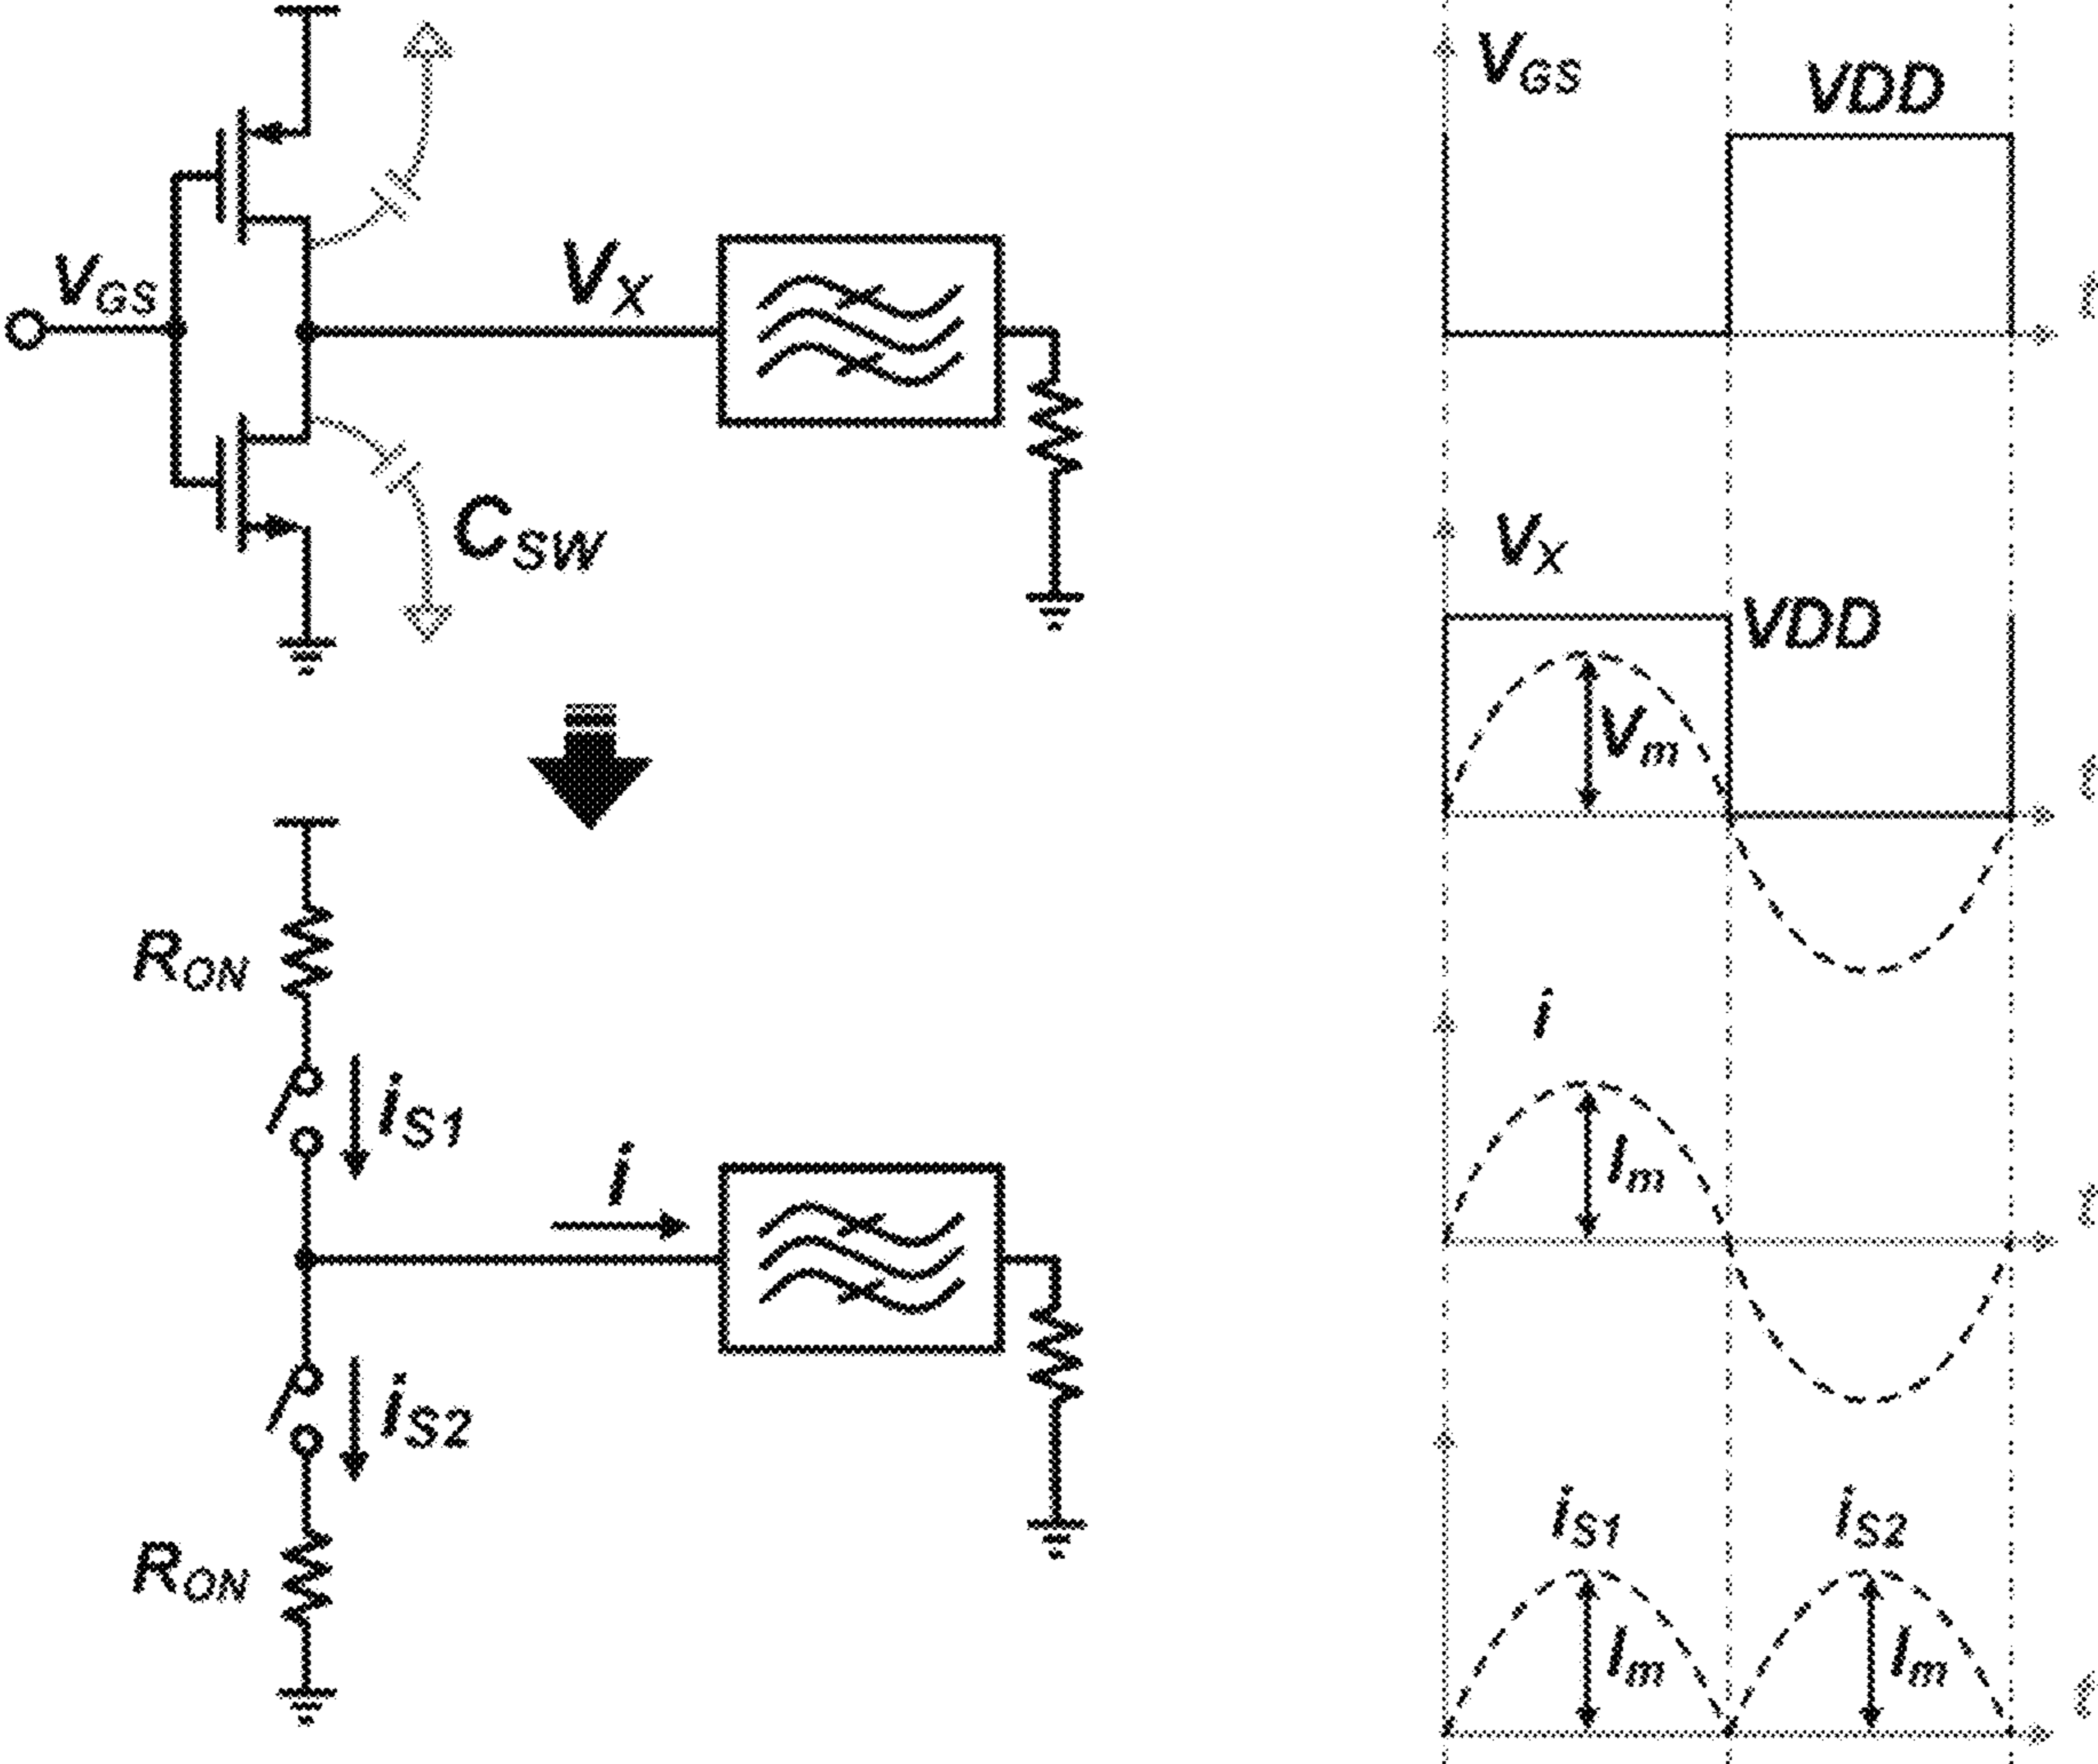 V_GS
V_X
C_SW
R_ON
i_S1
i
i_S2
R_ON
V_GS
VDD
t
V_X
VDD
V_m
t
i
I_m
t
i_S1
i_S2
I_m
I_m
t